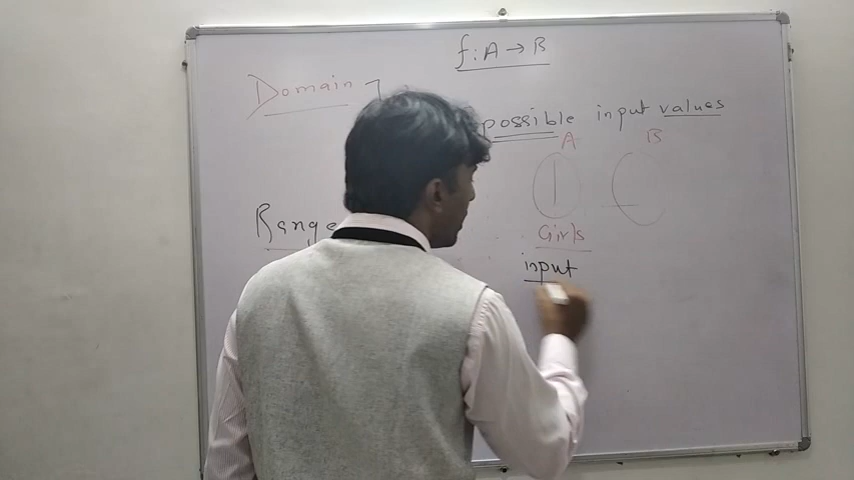 f: A → B
Domain
possible input values
A B
Range
Girls
input